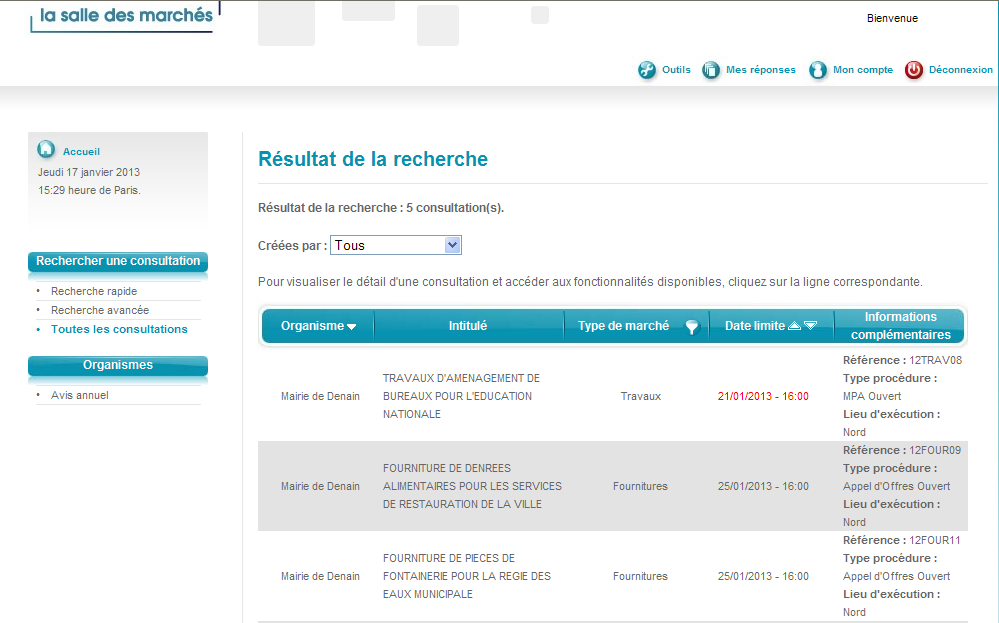 la salle des marchés
Bienvenue
Outils
Mes réponses
Mon compte
Déconnexion
Accueil
Jeudi 17 janvier 2013
15:29 heure de Paris.
Rechercher une consultation
• Recherche rapide
• Recherche avancée
• Toutes les consultations
Organismes
• Avis annuel
Résultat de la recherche
Résultat de la recherche : 5 consultation(s).
Créées par : Tous
Pour visualiser le détail d'une consultation et accéder aux fonctionnalités disponibles, cliquez sur la ligne correspondante.
Organisme
Intitulé
Type de marché
Date limite
Informations
complémentaires
Mairie de Denain
TRAVAUX D'AMENAGEMENT DE
BUREAUX POUR L'EDUCATION
NATIONALE
Travaux
21/01/2013 - 16:00
Référence : 12TRAV08
Type procédure :
MPA Ouvert
Lieu d'exécution :
Nord
Mairie de Denain
FOURNITURE DE DENREES
ALIMENTAIRES POUR LES SERVICES
DE RESTAURATION DE LA VILLE
Fournitures
25/01/2013 - 16:00
Référence : 12FOUR09
Type procédure :
Appel d'Offres Ouvert
Lieu d'exécution :
Nord
Mairie de Denain
FOURNITURE DE PIECES DE
FONTAINERIE POUR LA REGIE DES
EAUX MUNICIPALE
Fournitures
25/01/2013 - 16:00
Référence : 12FOUR11
Type procédure :
Appel d'Offres Ouvert
Lieu d'exécution :
Nord